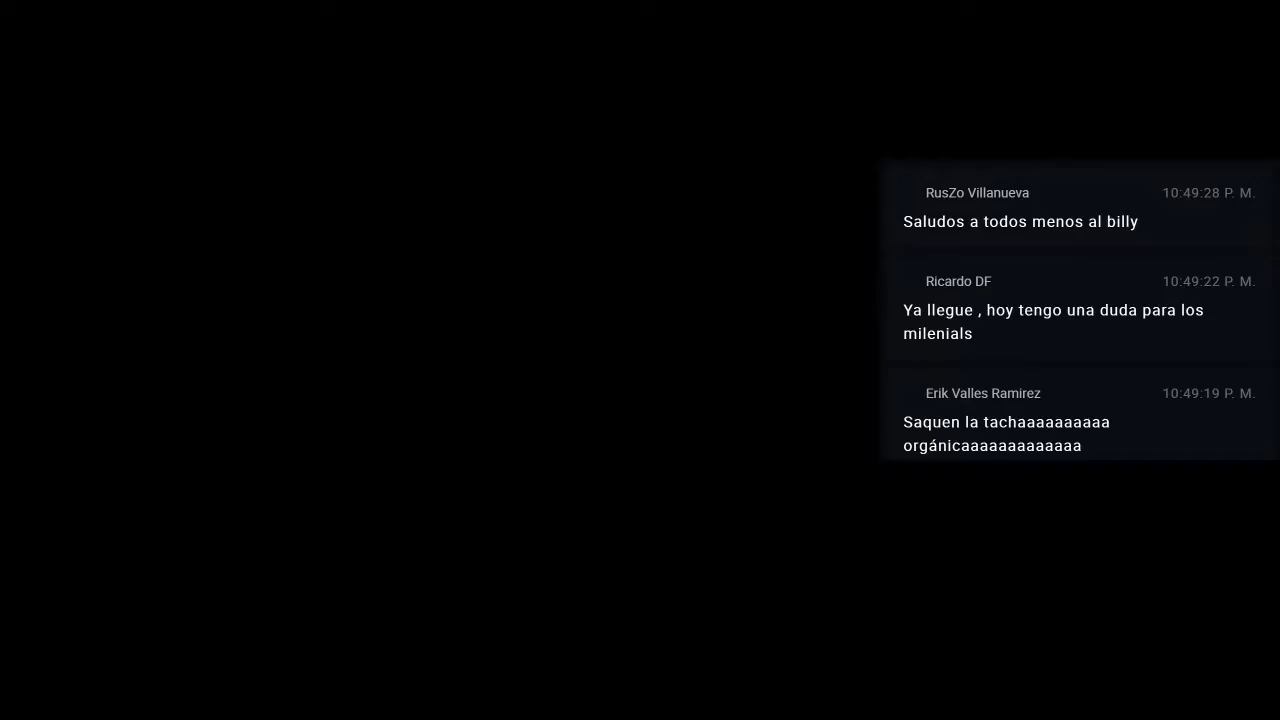 RusZo Villanueva 10:49:28 P. M.
Saludos a todos menos al billy
Ricardo DF 10:49:22 P. M.
Ya llegue , hoy tengo una duda para los
milenials
Erik Valles Ramirez 10:49:19 P. M.
Saquen la tachaaaaaaaaaa
orgánicaaaaaaaaaaaaa